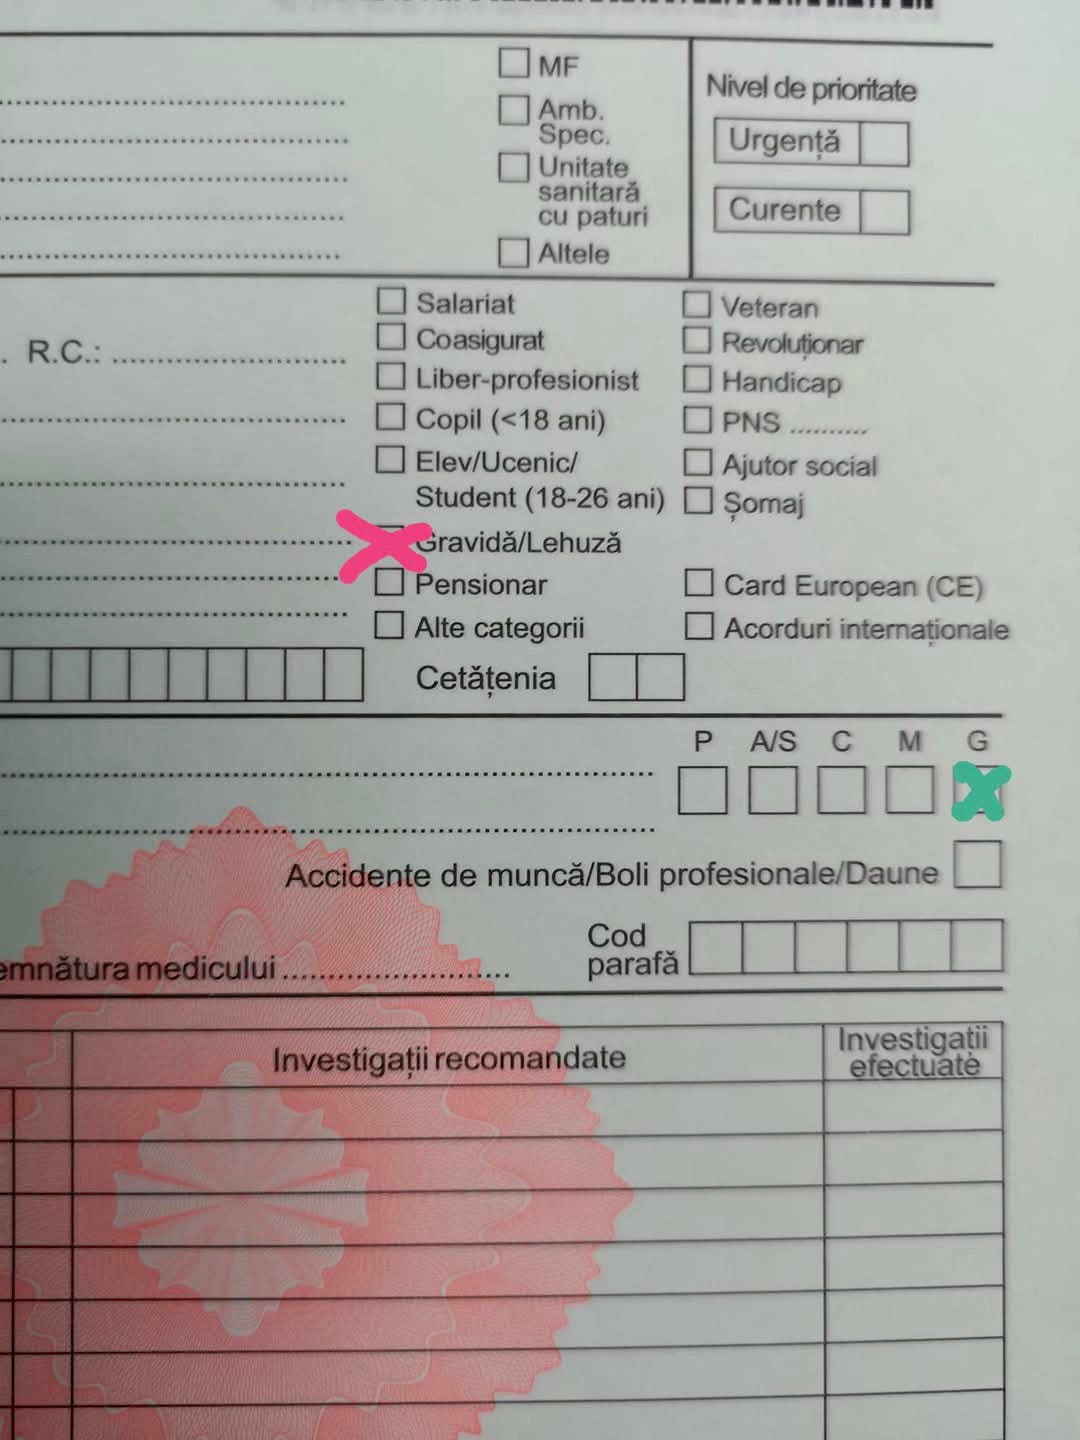 MF
Amb.
Spec.
Unitate
sanitară
cu paturi
Altele
Nivel de prioritate
Urgență
Curente
R.C.:
Salariat
Coasigurat
Liber-profesionist
Copil (<18 ani)
Elev/Ucenic/
Student (18-26 ani)
Gravidă/Lehuză
Pensionar
Alte categorii
Veteran
Revoluționar
Handicap
PNS ..........
Ajutor social
Șomaj
Card European (CE)
Acorduri internaționale
Cetățenia
P A/S C M G
Accidente de muncă/Boli profesionale/Daune
emnătura medicului
Cod
parafă
Investigații recomandate
Investigații
efectuate